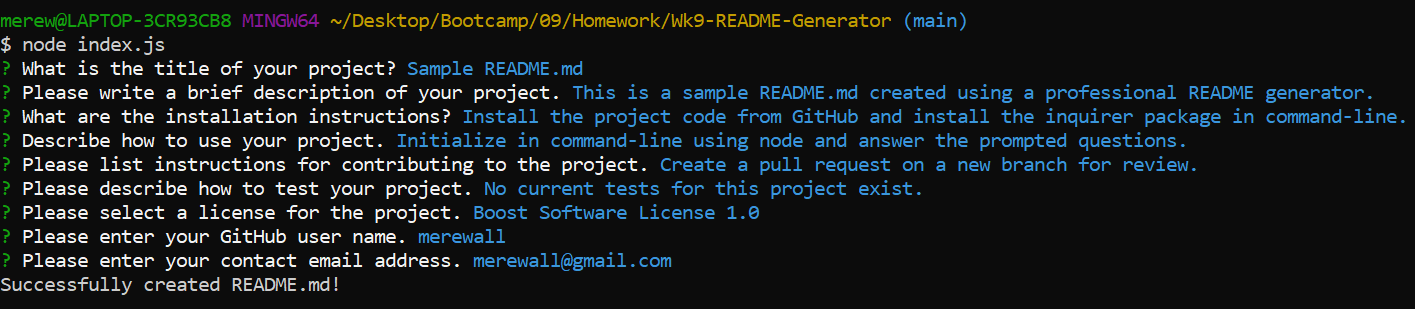 merew@LAPTOP-3CR93CB8 MINGW64 ~/Desktop/Bootcamp/09/Homework/Wk9-README-Generator (main)
$ node index.js
? What is the title of your project? Sample README.md
? Please write a brief description of your project. This is a sample README.md created using a professional README generator.
? What are the installation instructions? Install the project code from GitHub and install the inquirer package in command-line.
? Describe how to use your project. Initialize in command-line using node and answer the prompted questions.
? Please list instructions for contributing to the project. Create a pull request on a new branch for review.
? Please describe how to test your project. No current tests for this project exist.
? Please select a license for the project. Boost Software License 1.0
? Please enter your GitHub user name. merewall
? Please enter your contact email address. merewall@gmail.com
Successfully created README.md!